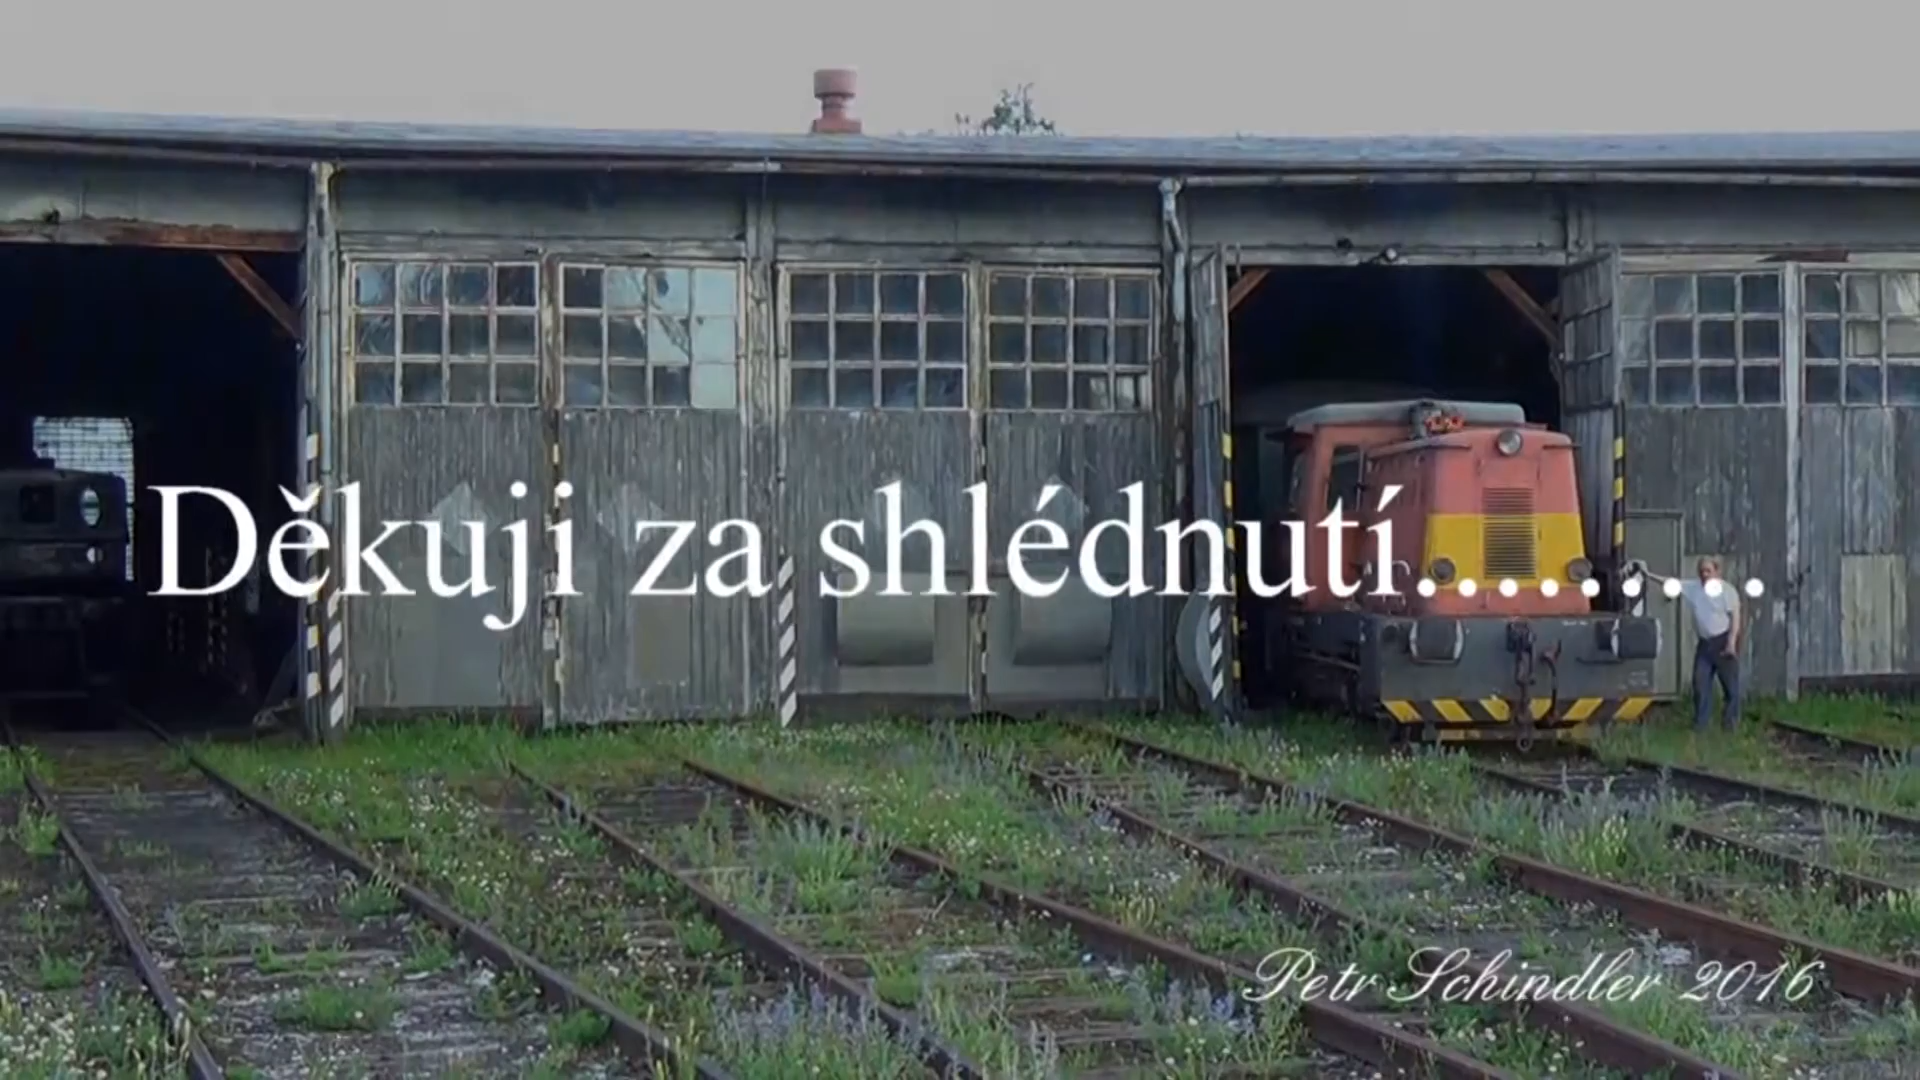 Děkuji za shlédnutí.........
Petr Schindler 2016